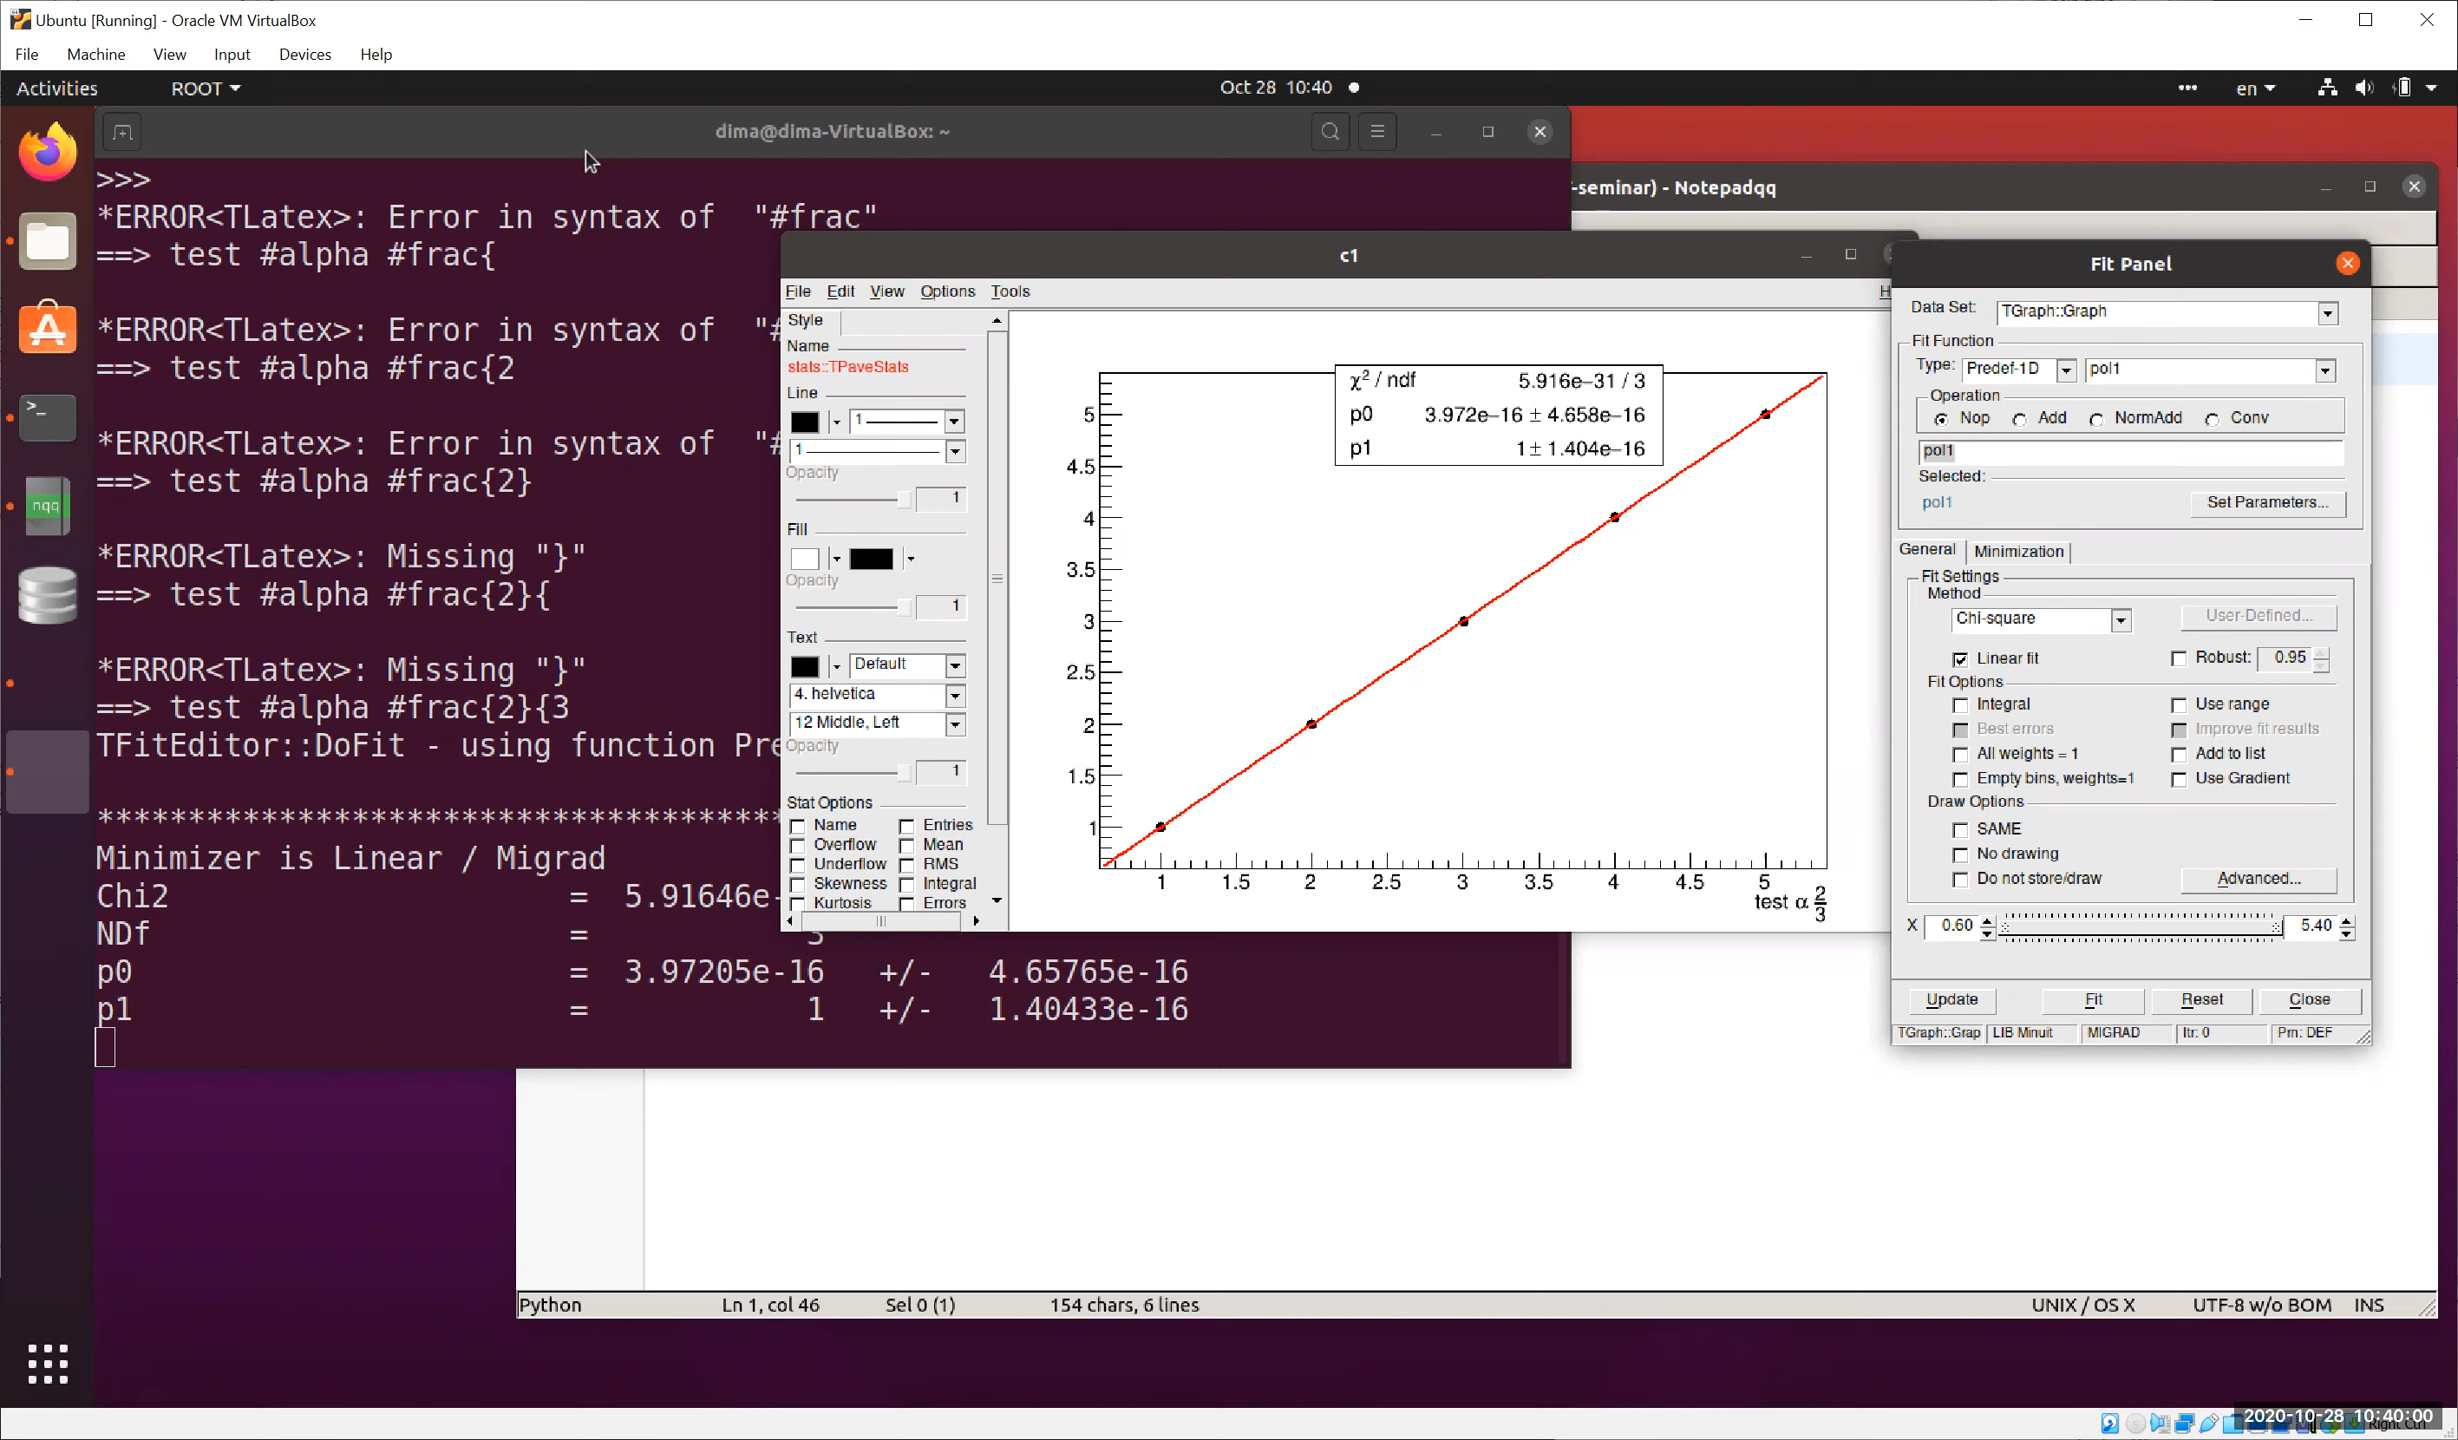 Ubuntu [Running] - Oracle VM VirtualBox
File Machine View Input Devices Help
Activities ROOT Oct 28 10:40 en
dima@dima-VirtualBox: ~
>>>
*ERROR<TLatex>: Error in syntax of "#frac"
==> test #alpha #frac{
*ERROR<TLatex>: Error in syntax of "#
==> test #alpha #frac{2
*ERROR<TLatex>: Error in syntax of "#
==> test #alpha #frac{2}
*ERROR<TLatex>: Missing "}"
==> test #alpha #frac{2}{
*ERROR<TLatex>: Missing "}"
==> test #alpha #frac{2}{3
TFitEditor::DoFit - using function Pre
****************************************
Minimizer is Linear / Migrad
Chi2 = 5.91646e-
NDf = 3
p0 = 3.97205e-16 +/- 4.65765e-16
p1 = 1 +/- 1.40433e-16
nqq
-seminar) - Notepadqq
c1
File Edit View Options Tools H
Style
Name
stats::TPaveStats
Line
1
1
Opacity
1
Fill
Opacity
1
Text
Default
4. helvetica
12 Middle, Left
Opacity
1
Stat Options
Name Entries
Overflow Mean
Underflow RMS
Skewness Integral
Kurtosis Errors
χ² / ndf 5.916e−31 / 3
p0 3.972e−16 ± 4.658e−16
p1 1 ± 1.404e−16
5
4.5
4
3.5
3
2.5
2
1.5
1
1 1.5 2 2.5 3 3.5 4 4.5 5
test α 2/3
Fit Panel
Data Set: TGraph::Graph
Fit Function
Type: Predef-1D pol1
Operation
Nop Add NormAdd Conv
pol1
Selected:
pol1 Set Parameters...
General Minimization
Fit Settings
Method
Chi-square User-Defined...
Linear fit Robust: 0.95
Fit Options
Integral Use range
Best errors Improve fit results
All weights = 1 Add to list
Empty bins, weights=1 Use Gradient
Draw Options
SAME
No drawing
Do not store/draw Advanced...
X 0.60 5.40
Update Fit Reset Close
TGraph::Grap LIB Minuit MIGRAD Itr: 0 Prn: DEF
Python Ln 1, col 46 Sel 0 (1) 154 chars, 6 lines UNIX / OS X UTF-8 w/o BOM INS
2020-10-28 10:40:00
Right Ctrl